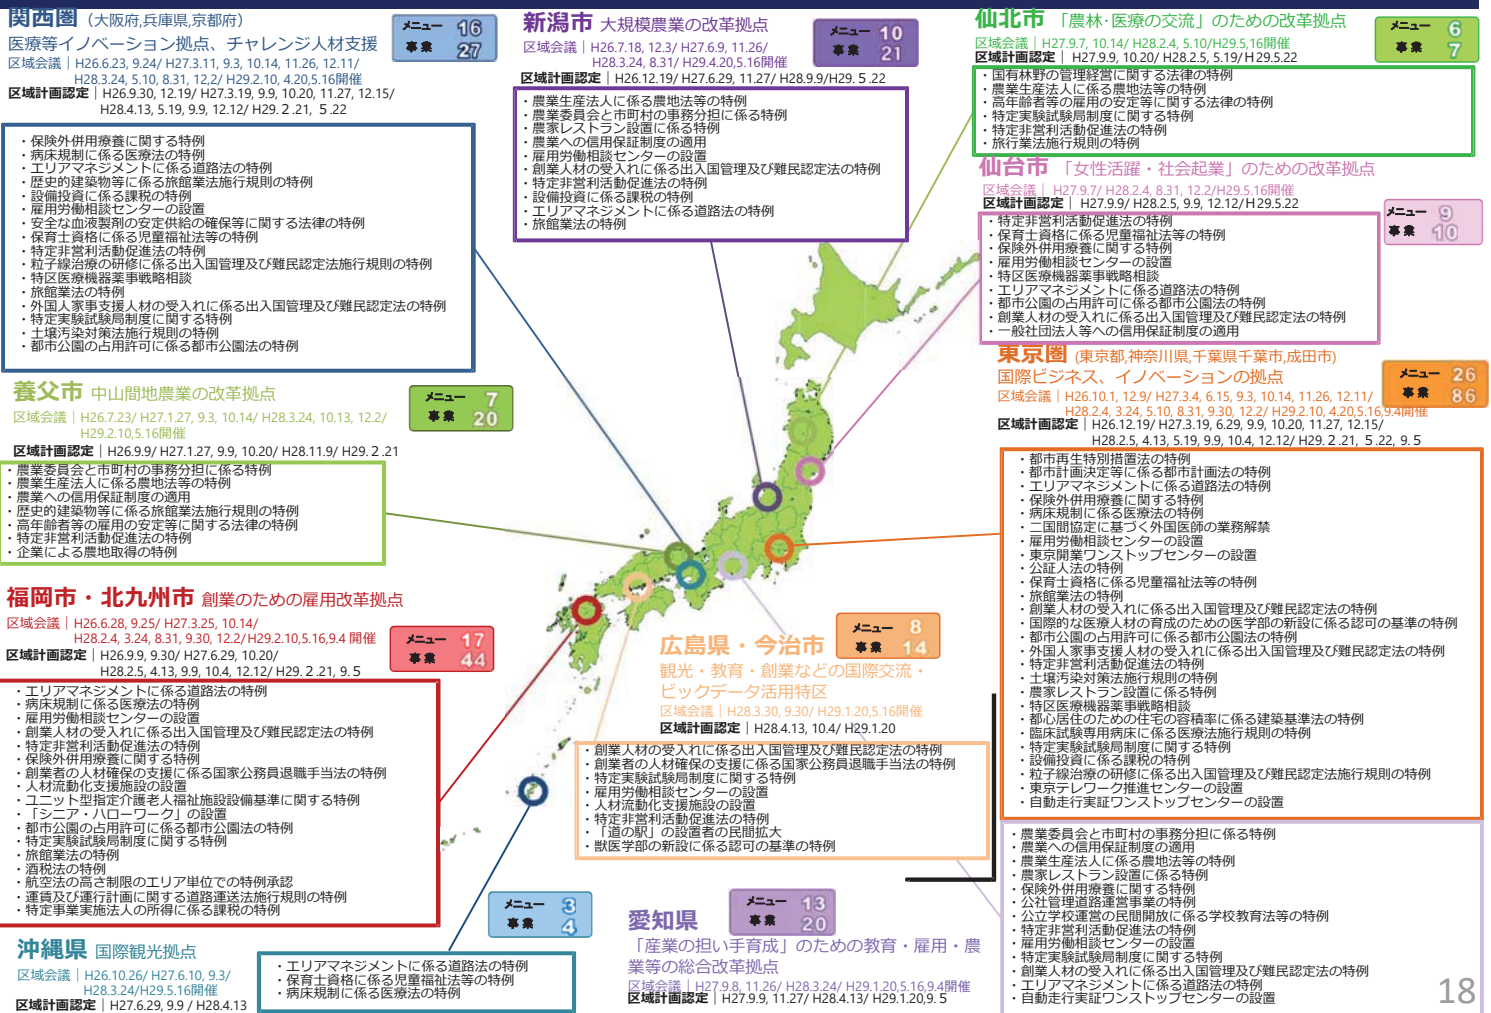 関西圏 (大阪府,兵庫県,京都府)
医療等イノベーション拠点、チャレンジ人材支援
区域会議｜H26.6.23, 9.24/ H27.3.11, 9.3, 10.14, 11.26, 12.11/
H28.3.24, 5.10, 8.31, 12.2/ H29.2.10, 4.20,5.16開催
区域計画認定｜H26.9.30, 12.19/ H27.3.19, 9.9, 10.20, 11.27, 12.15/
H28.4.13, 5.19, 9.9, 12.12/ H29.２.21, ５.22
メニュー 16
事業 27
・保険外併用療養に関する特例
・病床規制に係る医療法の特例
・エリアマネジメントに係る道路法の特例
・歴史的建築物等に係る旅館業法施行規則の特例
・設備投資に係る課税の特例
・雇用労働相談センターの設置
・安全な血液製剤の安定供給の確保等に関する法律の特例
・保育士資格に係る児童福祉法等の特例
・特定非営利活動促進法の特例
・粒子線治療の研修に係る出入国管理及び難民認定法施行規則の特例
・特区医療機器薬事戦略相談
・旅館業法の特例
・外国人家事支援人材の受入れに係る出入国管理及び難民認定法の特例
・特定実験試験局制度に関する特例
・土壌汚染対策法施行規則の特例
・都市公園の占用許可に係る都市公園法の特例
新潟市 大規模農業の改革拠点
区域会議｜H26.7.18, 12.3/ H27.6.9, 11.26/
H28.3.24, 8.31/ H29.4.20,5.16開催
区域計画認定｜H26.12.19/ H27.6.29, 11.27/ H28.9.9/H29.５.22
メニュー 10
事業 21
・農業生産法人に係る農地法等の特例
・農業委員会と市町村の事務分担に係る特例
・農家レストラン設置に係る特例
・農業への信用保証制度の適用
・雇用労働相談センターの設置
・創業人材の受入れに係る出入国管理及び難民認定法の特例
・特定非営利活動促進法の特例
・設備投資に係る課税の特例
・エリアマネジメントに係る道路法の特例
・旅館業法の特例
仙北市 「農林･医療の交流」のための改革拠点
区域会議｜H27.9.7, 10.14/ H28.2.4, 5.10/H29.5,16開催
区域計画認定｜H27.9.9, 10.20/ H28.2.5, 5.19/H29.5.22
メニュー 6
事業 7
・国有林野の管理経営に関する法律の特例
・農業生産法人に係る農地法等の特例
・高年齢者等の雇用の安定等に関する法律の特例
・特定実験試験局制度に関する特例
・特定非営利活動促進法の特例
・旅行業法施行規則の特例
仙台市 「女性活躍・社会起業」のための改革拠点
区域会議｜H27.9.7/ H28.2.4, 8.31, 12.2/H29.5.16開催
区域計画認定｜H27.9.9/ H28.2.5, 9.9, 12.12/H29.5.22
メニュー 9
事業 10
・特定非営利活動促進法の特例
・保育士資格に係る児童福祉法等の特例
・保険外併用療養に関する特例
・雇用労働相談センターの設置
・特区医療機器薬事戦略相談
・エリアマネジメントに係る道路法の特例
・都市公園の占用許可に係る都市公園法の特例
・創業人材の受入れに係る出入国管理及び難民認定法の特例
・一般社団法人等への信用保証制度の適用
東京圏 (東京都,神奈川県,千葉県千葉市,成田市)
国際ビジネス、イノベーションの拠点
区域会議｜H26.10.1, 12.9/ H27.3.4, 6.15, 9.3, 10.14, 11.26, 12.11/
H28.2.4, 3.24, 5.10, 8.31, 9.30, 12.2/ H29.2.10, 4.20,5.16,9.4開催
区域計画認定｜H26.12.19/ H27.3.19, 6.29, 9.9, 10.20, 11.27, 12.15/
H28.2.5, 4.13, 5.19, 9.9, 10.4, 12.12/ H29.２.21, ５.22, 9.５
メニュー 26
事業 86
・都市再生特別措置法の特例
・都市計画決定等に係る都市計画法の特例
・エリアマネジメントに係る道路法の特例
・保険外併用療養に関する特例
・病床規制に係る医療法の特例
・二国間協定に基づく外国医師の業務解禁
・雇用労働相談センターの設置
・東京開業ワンストップセンターの設置
・公証人法の特例
・保育士資格に係る児童福祉法等の特例
・旅館業法の特例
・創業人材の受入れに係る出入国管理及び難民認定法の特例
・国際的な医療人材の育成のための医学部の新設に係る認可の基準の特例
・都市公園の占用許可に係る都市公園法の特例
・外国人家事支援人材の受入れに係る出入国管理及び難民認定法の特例
・特定非営利活動促進法の特例
・土壌汚染対策法施行規則の特例
・農家レストラン設置に係る特例
・特区医療機器薬事戦略相談
・都心居住のための住宅の容積率に係る建築基準法の特例
・臨床試験専用病床に係る医療法施行規則の特例
・特定実験試験局制度に関する特例
・設備投資に係る課税の特例
・粒子線治療の研修に係る出入国管理及び難民認定法施行規則の特例
・東京テレワーク推進センターの設置
・自動走行実証ワンストップセンターの設置
養父市 中山間地農業の改革拠点
区域会議｜H26.7.23/ H27.1.27, 9.3, 10.14/ H28.3.24, 10.13, 12.2/
H29.2.10,5.16開催
区域計画認定｜H26.9.9/ H27.1.27, 9.9, 10.20/ H28.11.9/ H29.２.21
メニュー 7
事業 20
・農業委員会と市町村の事務分担に係る特例
・農業生産法人に係る農地法等の特例
・農業への信用保証制度の適用
・歴史的建築物等に係る旅館業法施行規則の特例
・高年齢者等の雇用の安定等に関する法律の特例
・特定非営利活動促進法の特例
・企業による農地取得の特例
福岡市・北九州市 創業のための雇用改革拠点
区域会議｜H26.6.28, 9.25/ H27.3.25, 10.14/
H28.2.4, 3.24, 8.31, 9.30, 12.2/H29.2.10,5.16,9.4 開催
区域計画認定｜H26.9.9, 9.30/ H27.6.29, 10.20/
H28.2.5, 4.13, 9.9, 10.4, 12.12/ H29.２.21, 9.５
メニュー 17
事業 44
・エリアマネジメントに係る道路法の特例
・病床規制に係る医療法の特例
・雇用労働相談センターの設置
・創業人材の受入れに係る出入国管理及び難民認定法の特例
・特定非営利活動促進法の特例
・保険外併用療養に関する特例
・創業者の人材確保の支援に係る国家公務員退職手当法の特例
・人材流動化支援施設の設置
・ユニット型指定介護老人福祉施設設備基準に関する特例
・「シニア・ハローワーク」の設置
・都市公園の占用許可に係る都市公園法の特例
・特定実験試験局制度に関する特例
・旅館業法の特例
・酒税法の特例
・航空法の高さ制限のエリア単位での特例承認
・運賃及び運行計画に関する道路運送法施行規則の特例
・特定事業実施法人の所得に係る課税の特例
広島県・今治市
観光・教育・創業などの国際交流・
ビックデータ活用特区
区域会議｜H28.3.30, 9.30/ H29.1.20,5.16開催
区域計画認定｜H28.4.13, 10.4/ H29.1.20
メニュー 8
事業 14
・創業人材の受入れに係る出入国管理及び難民認定法の特例
・創業者の人材確保の支援に係る国家公務員退職手当法の特例
・特定実験試験局制度に関する特例
・雇用労働相談センターの設置
・人材流動化支援施設の設置
・特定非営利活動促進法の特例
・「道の駅」の設置者の民間拡大
・獣医学部の新設に係る認可の基準の特例
沖縄県 国際観光拠点
区域会議｜H26.10.26/ H27.6.10, 9.3/
H28.3.24/H29.5.16開催
区域計画認定｜H27.6.29, 9.9 / H28.4.13
メニュー 3
事業 4
・エリアマネジメントに係る道路法の特例
・保育士資格に係る児童福祉法等の特例
・病床規制に係る医療法の特例
愛知県
「産業の担い手育成」のための教育・雇用・農
業等の総合改革拠点
区域会議｜H27.9.8, 11.26/ H28.3.24/ H29.1.20,5.16,9.4開催
区域計画認定｜H27.9.9, 11.27/ H28.4.13/ H29.1.20,9.５
メニュー 13
事業 20
・農業委員会と市町村の事務分担に係る特例
・農業への信用保証制度の適用
・農業生産法人に係る農地法等の特例
・農家レストラン設置に係る特例
・保険外併用療養に関する特例
・公社管理道路運営事業の特例
・公立学校運営の民間開放に係る学校教育法等の特例
・特定非営利活動促進法の特例
・雇用労働相談センターの設置
・特定実験試験局制度に関する特例
・創業人材の受入れに係る出入国管理及び難民認定法の特例
・エリアマネジメントに係る道路法の特例
・自動走行実証ワンストップセンターの設置
18